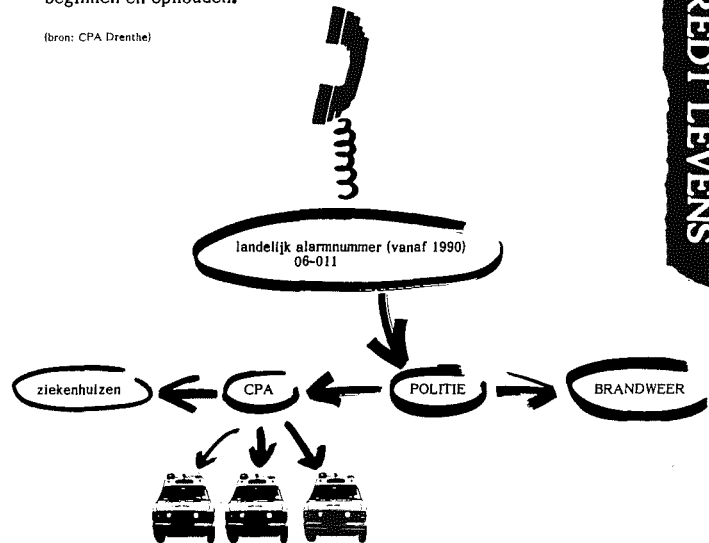 beginnen en ophouden.
(bron: CPA Drenthe)
REDT LEVENS
landelijk alarmnummer (vanaf 1990)
06-011
ziekenhuizen
CPA
POLITIE
BRANDWEER